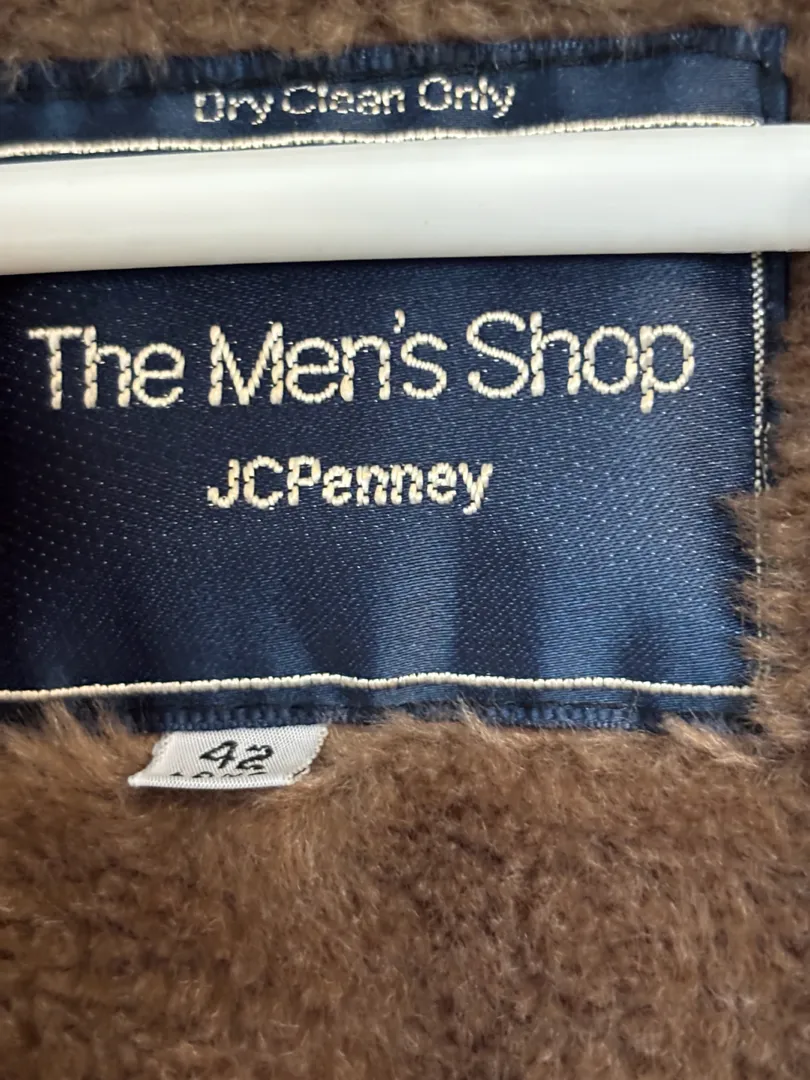 Dry Clean Only
The Men's Shop
JCPenney
42